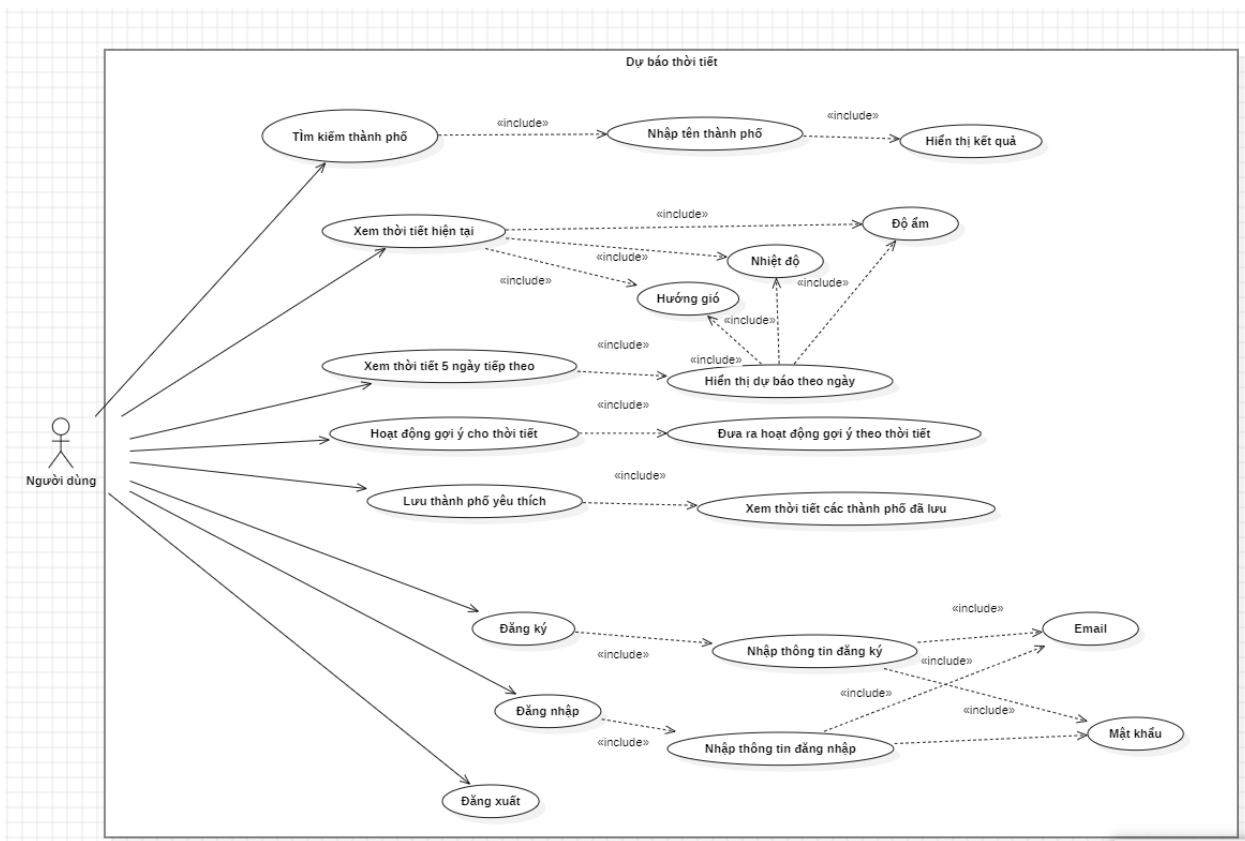 Dự báo thời tiết
«include»
«include»
TÌm kiếm thành phố
Nhập tên thành phố
Hiển thị kết quả
«include»
Xem thời tiết hiện tại
Độ ẩm
«include»
Nhiệt độ
«include»
«include»
Hướng gió
«include»
«include»
«include»
Xem thời tiết 5 ngày tiếp theo
Hiển thị dự báo theo ngày
«include»
Hoạt động gợi ý cho thời tiết
Đưa ra hoạt động gợi ý theo thời tiết
Người dùng
«include»
Lưu thành phố yêu thích
Xem thời tiết các thành phố đã lưu
«include»
Đăng ký
Email
«include»
Nhập thông tin đăng ký
«include»
«include»
Đăng nhập
«include»
«include»
Nhập thông tin đăng nhập
Mật khẩu
Đăng xuất